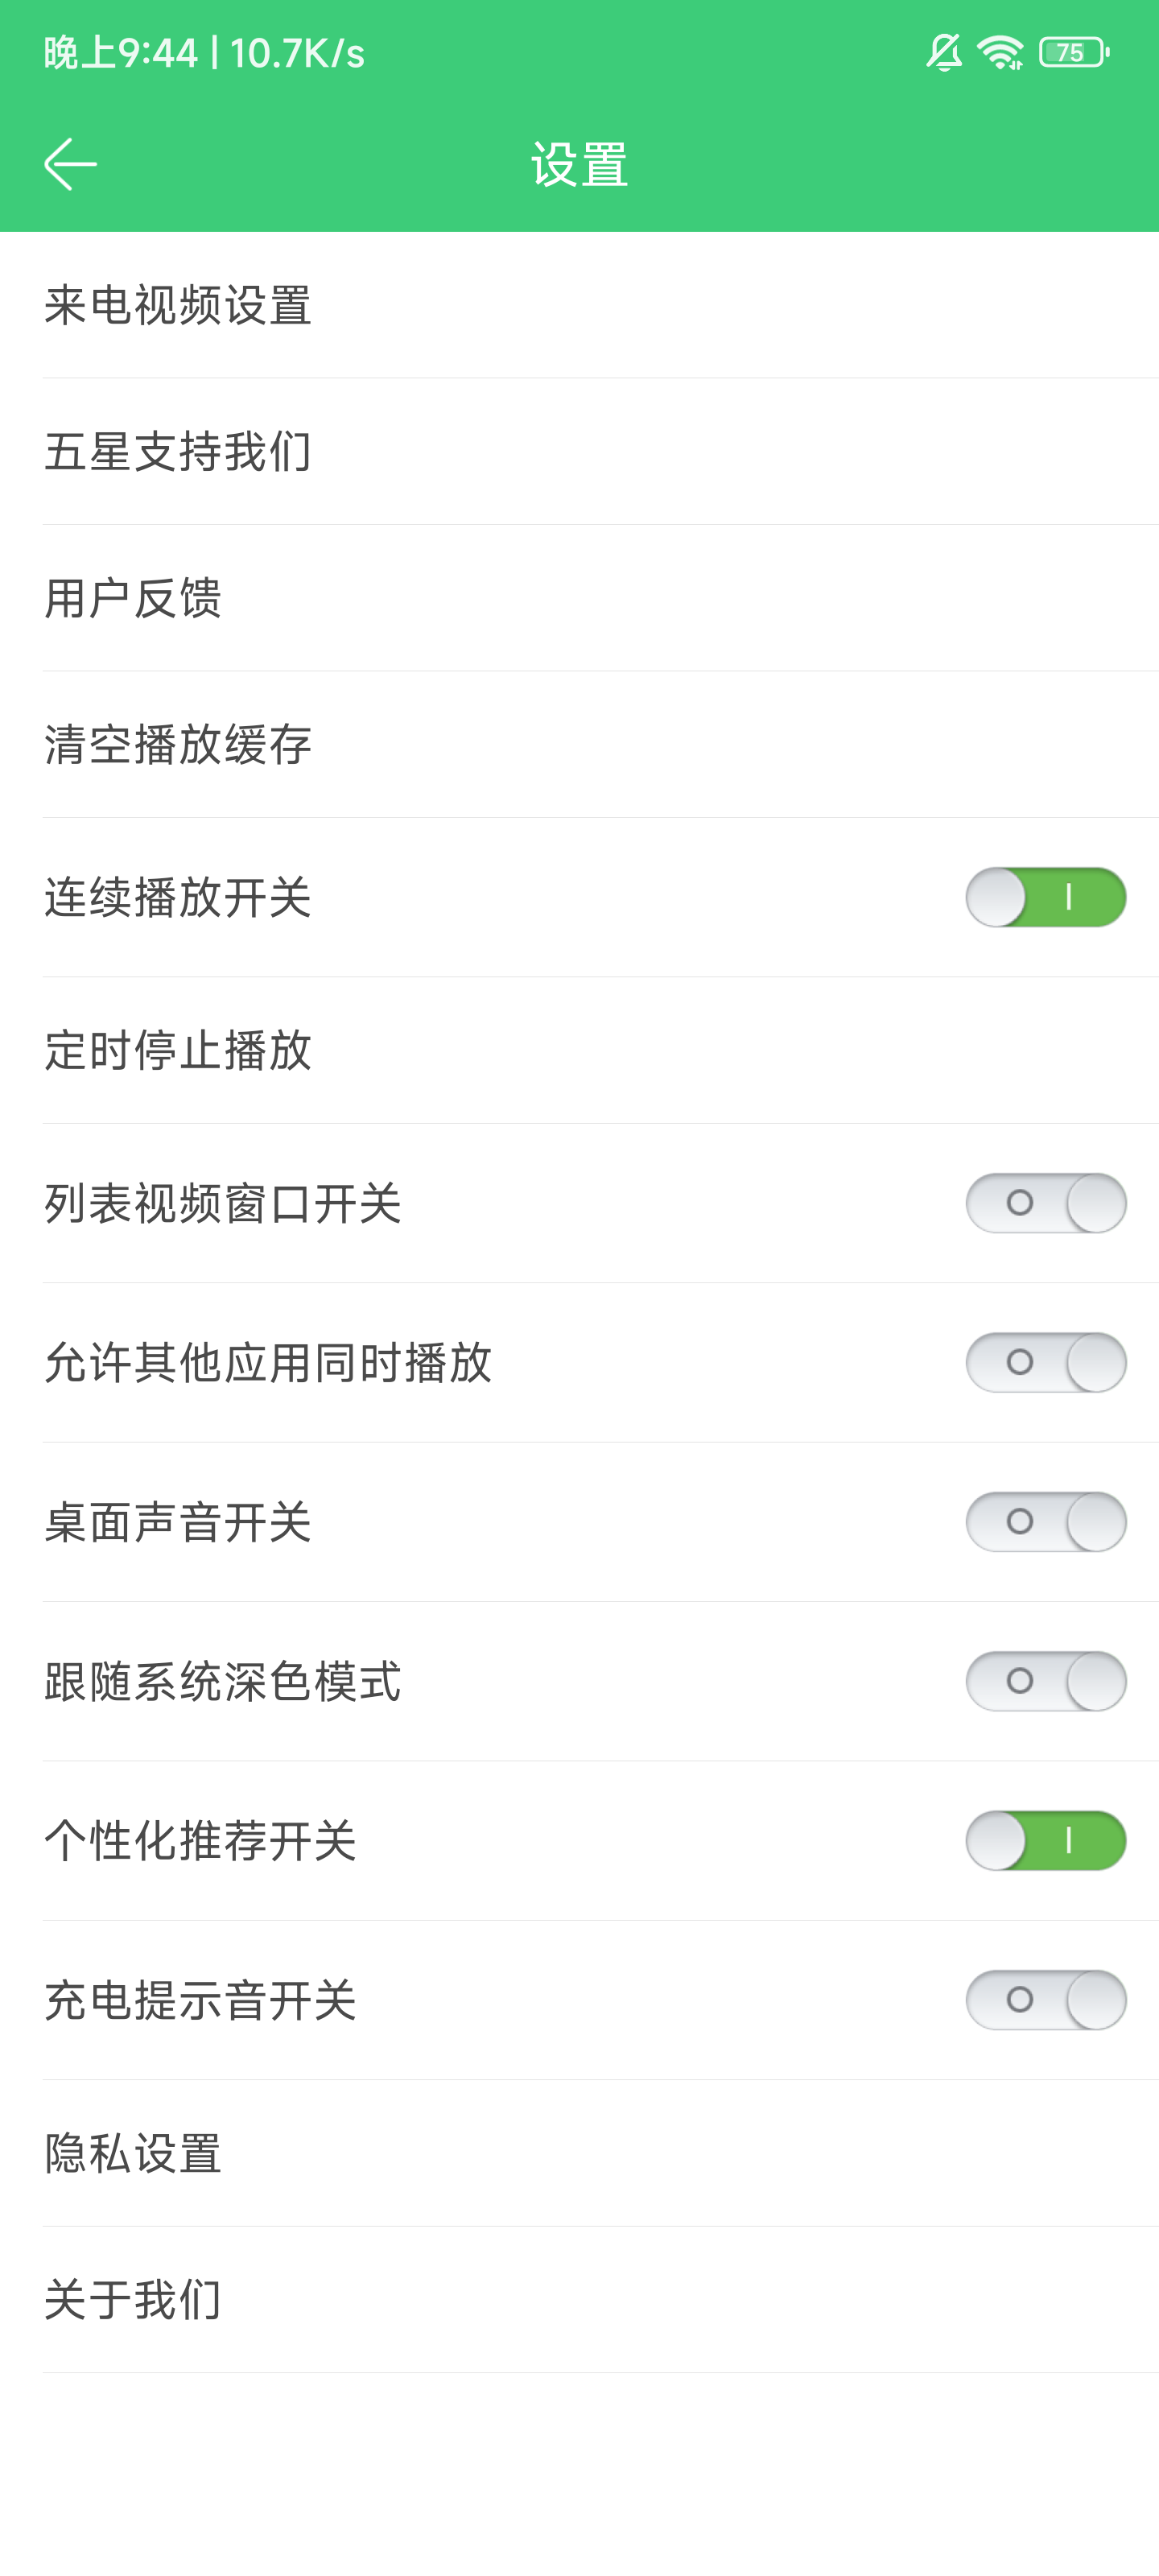 晚上9:44 | 10.7K/s
75
设置
来电视频设置
五星支持我们
用户反馈
清空播放缓存
连续播放开关
定时停止播放
列表视频窗口开关
允许其他应用同时播放
桌面声音开关
跟随系统深色模式
个性化推荐开关
充电提示音开关
隐私设置
关于我们